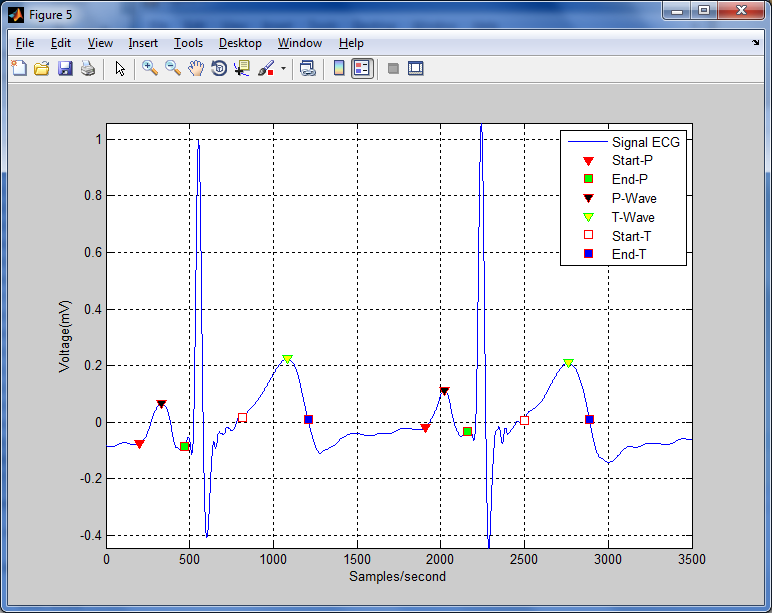 Figure 5
File Edit View Insert Tools Desktop Window Help
Signal ECG
Start-P
End-P
P-Wave
T-Wave
Start-T
End-T
Voltage(mV)
1
0.8
0.6
0.4
0.2
0
-0.2
-0.4
0 500 1000 1500 2000 2500 3000 3500
Samples/second